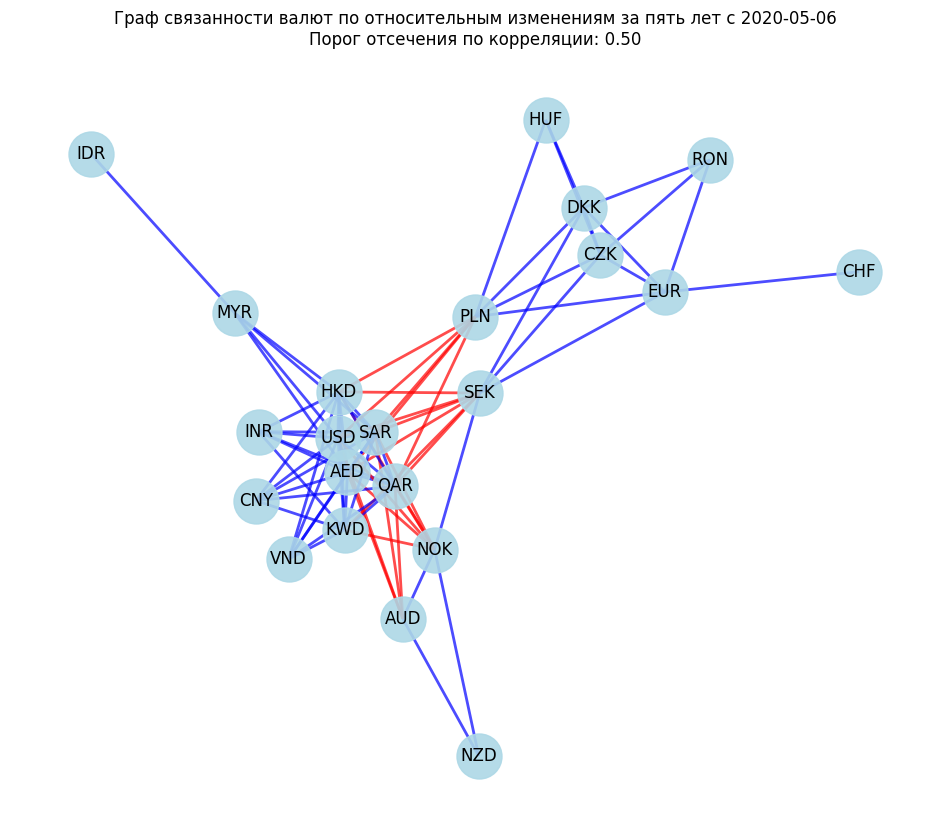 Граф связанности валют по относительным изменениям за пять лет с 2020-05-06
Порог отсечения по корреляции: 0.50
HUF
IDR
RON
DKK
CZK
CHF
EUR
MYR
PLN
HKD
SEK
INR
USD
SAR
AED
QAR
CNY
KWD
NOK
VND
AUD
NZD